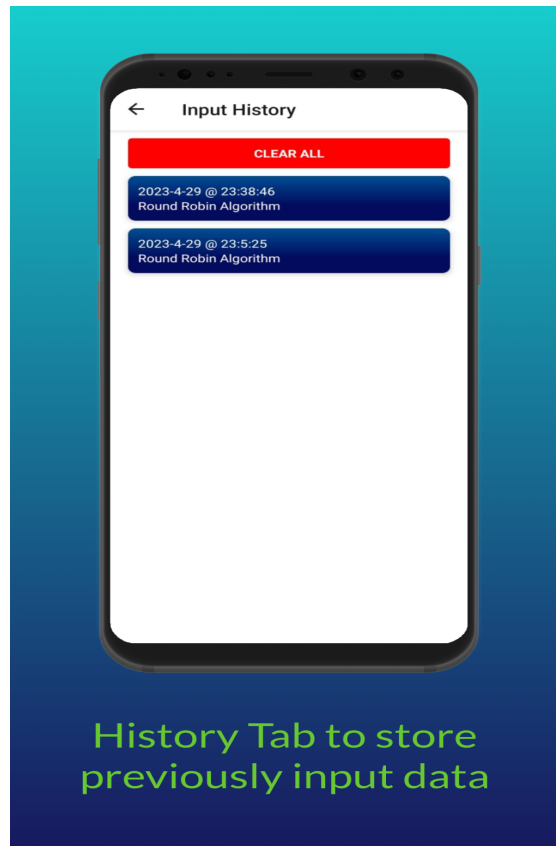 Input History
CLEAR ALL
2023-4-29 @ 23:38:46
Round Robin Algorithm
2023-4-29 @ 23:5:25
Round Robin Algorithm
History Tab to store
previously input data